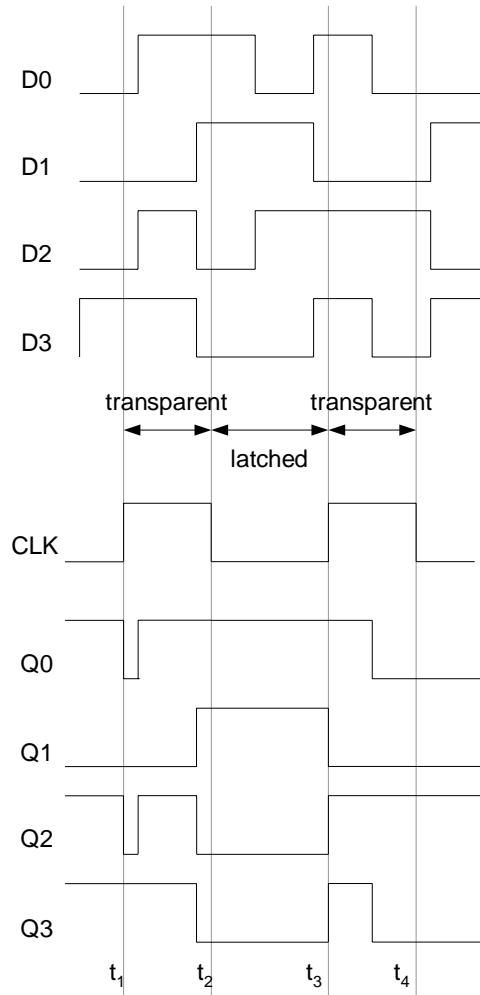 D0
D1
D2
D3
transparent transparent
latched
CLK
Q0
Q1
Q2
Q3
t1 t2 t3 t4